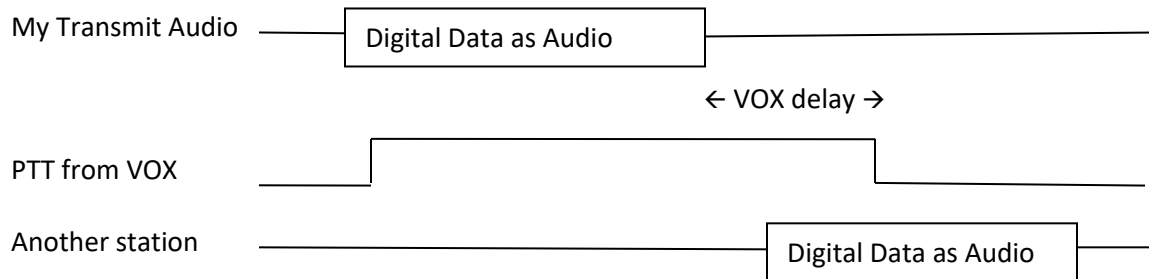 My Transmit Audio
Digital Data as Audio
← VOX delay →
PTT from VOX
Another station
Digital Data as Audio